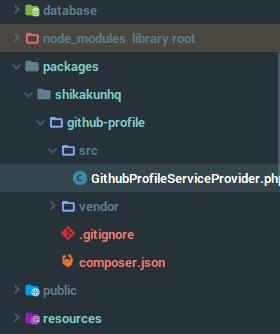 database
node_modules library root
packages
shikakunhq
github-profile
src
GithubProfileServiceProvider.php
vendor
.gitignore
composer.json
public
resources